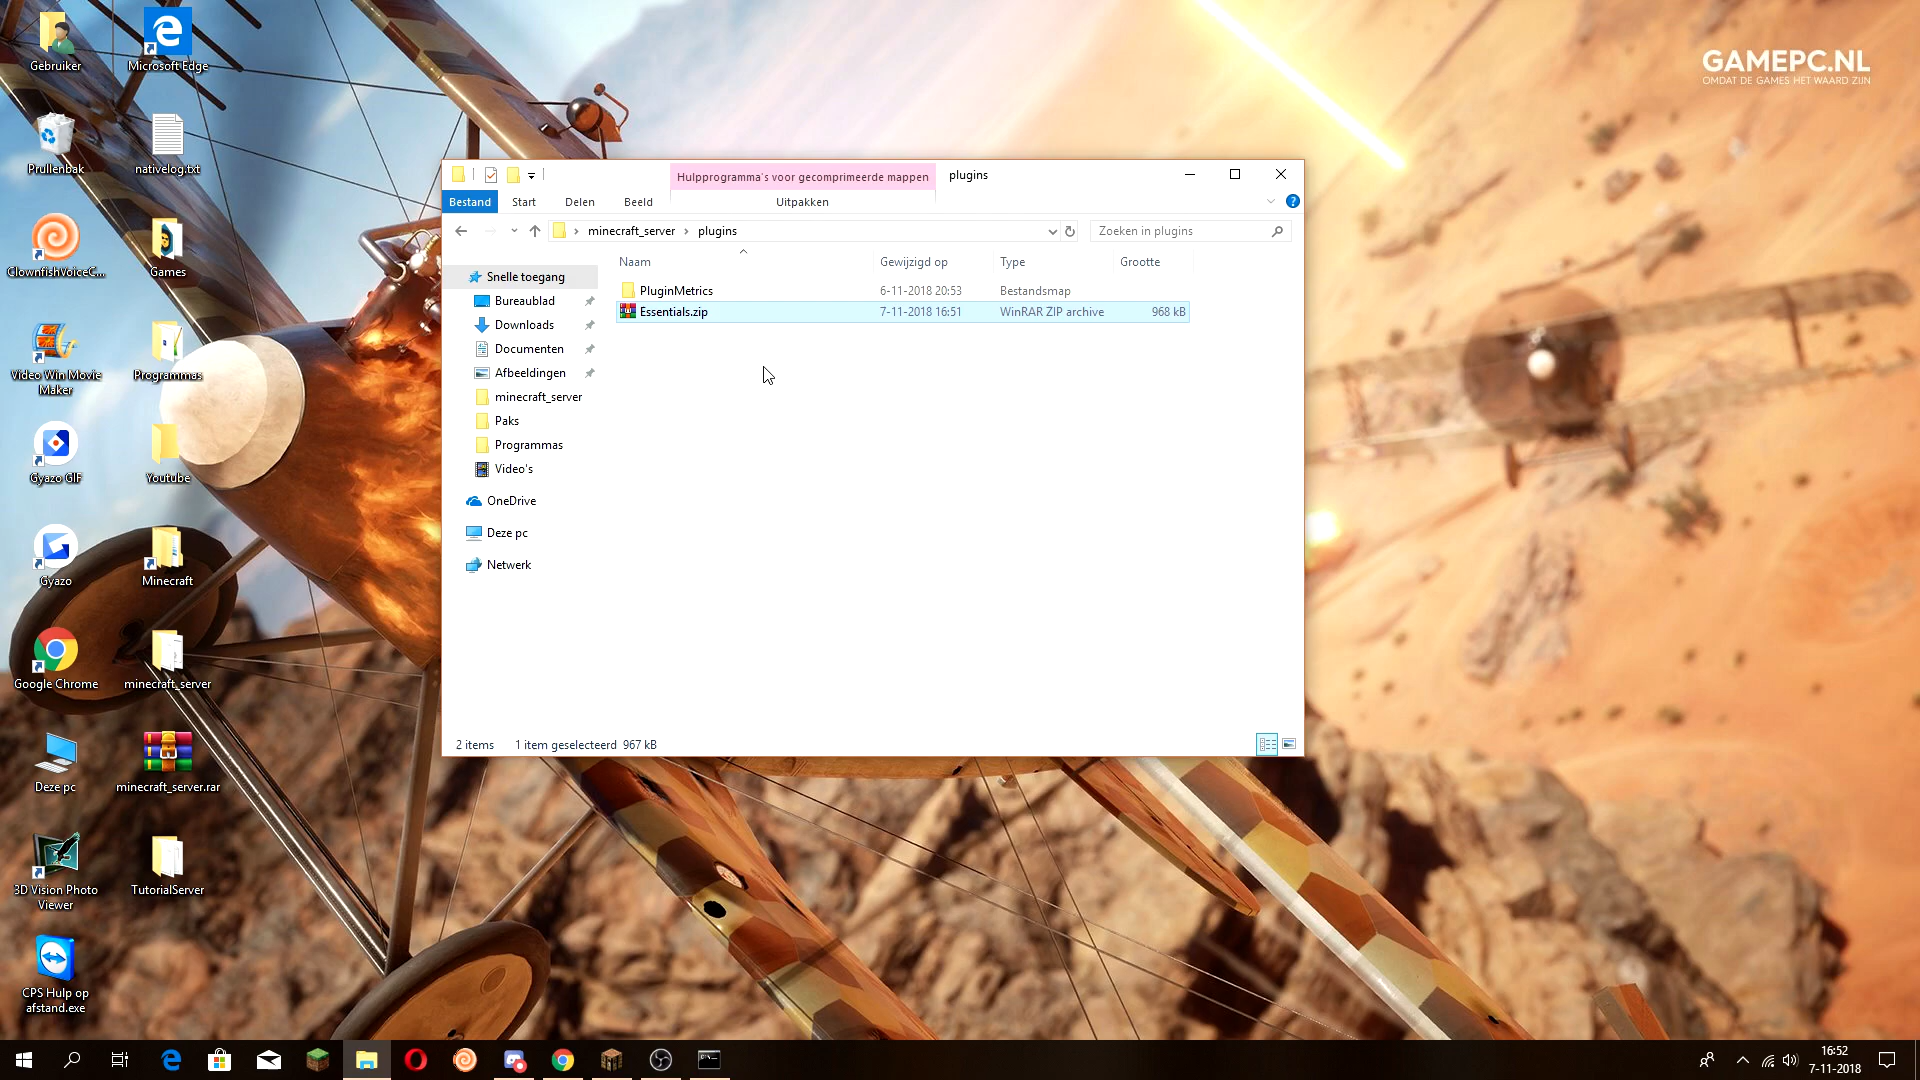 Gebruiker
Microsoft Edge
Prullenbak
nativelog.txt
ClownfishVoiceC...
Games
Video Win Movie
Maker
Programmas
Gyazo GIF
Youtube
Gyazo
Minecraft
Google Chrome
minecraft_server
Deze pc
minecraft_server.rar
3D Vision Photo
Viewer
TutorialServer
CPS Hulp op
afstand.exe
GAMEPC.NL
OMDAT DE GAMES HET WAARD ZIJN
Hulpprogramma's voor gecomprimeerde mappen
plugins
Bestand
Start
Delen
Beeld
Uitpakken
?
minecraft_server
plugins
Zoeken in plugins
Naam
Gewijzigd op
Type
Grootte
PluginMetrics
6-11-2018 20:53
Bestandsmap
Essentials.zip
7-11-2018 16:51
WinRAR ZIP archive
968 kB
Snelle toegang
Bureaublad
Downloads
Documenten
Afbeeldingen
minecraft_server
Paks
Programmas
Video's
OneDrive
Deze pc
Netwerk
2 items
1 item geselecteerd 967 kB
16:52
7-11-2018